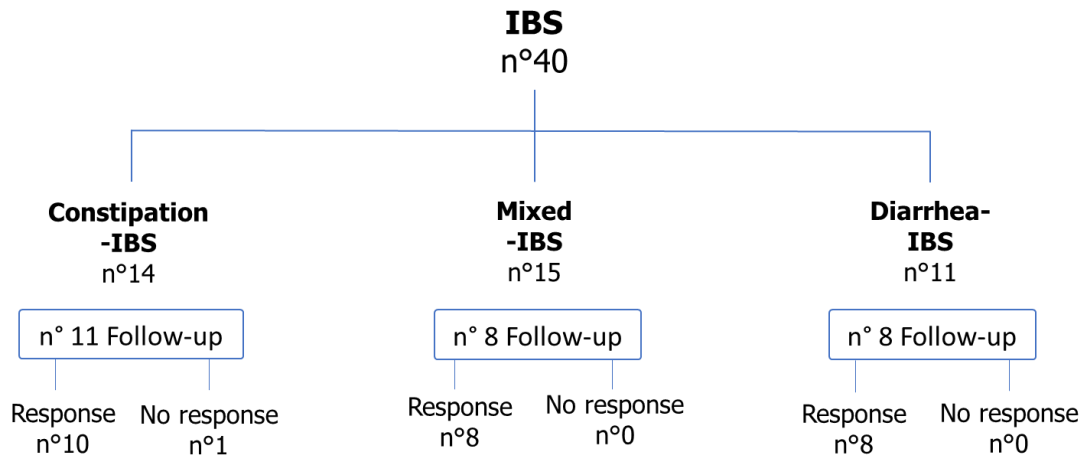 IBS
n°40
Constipation
-IBS
n°14
Mixed
-IBS
n°15
Diarrhea-
IBS
n°11
n° 11 Follow-up
n° 8 Follow-up
n° 8 Follow-up
Response
n°10
No response
n°1
Response
n°8
No response
n°0
Response
n°8
No response
n°0